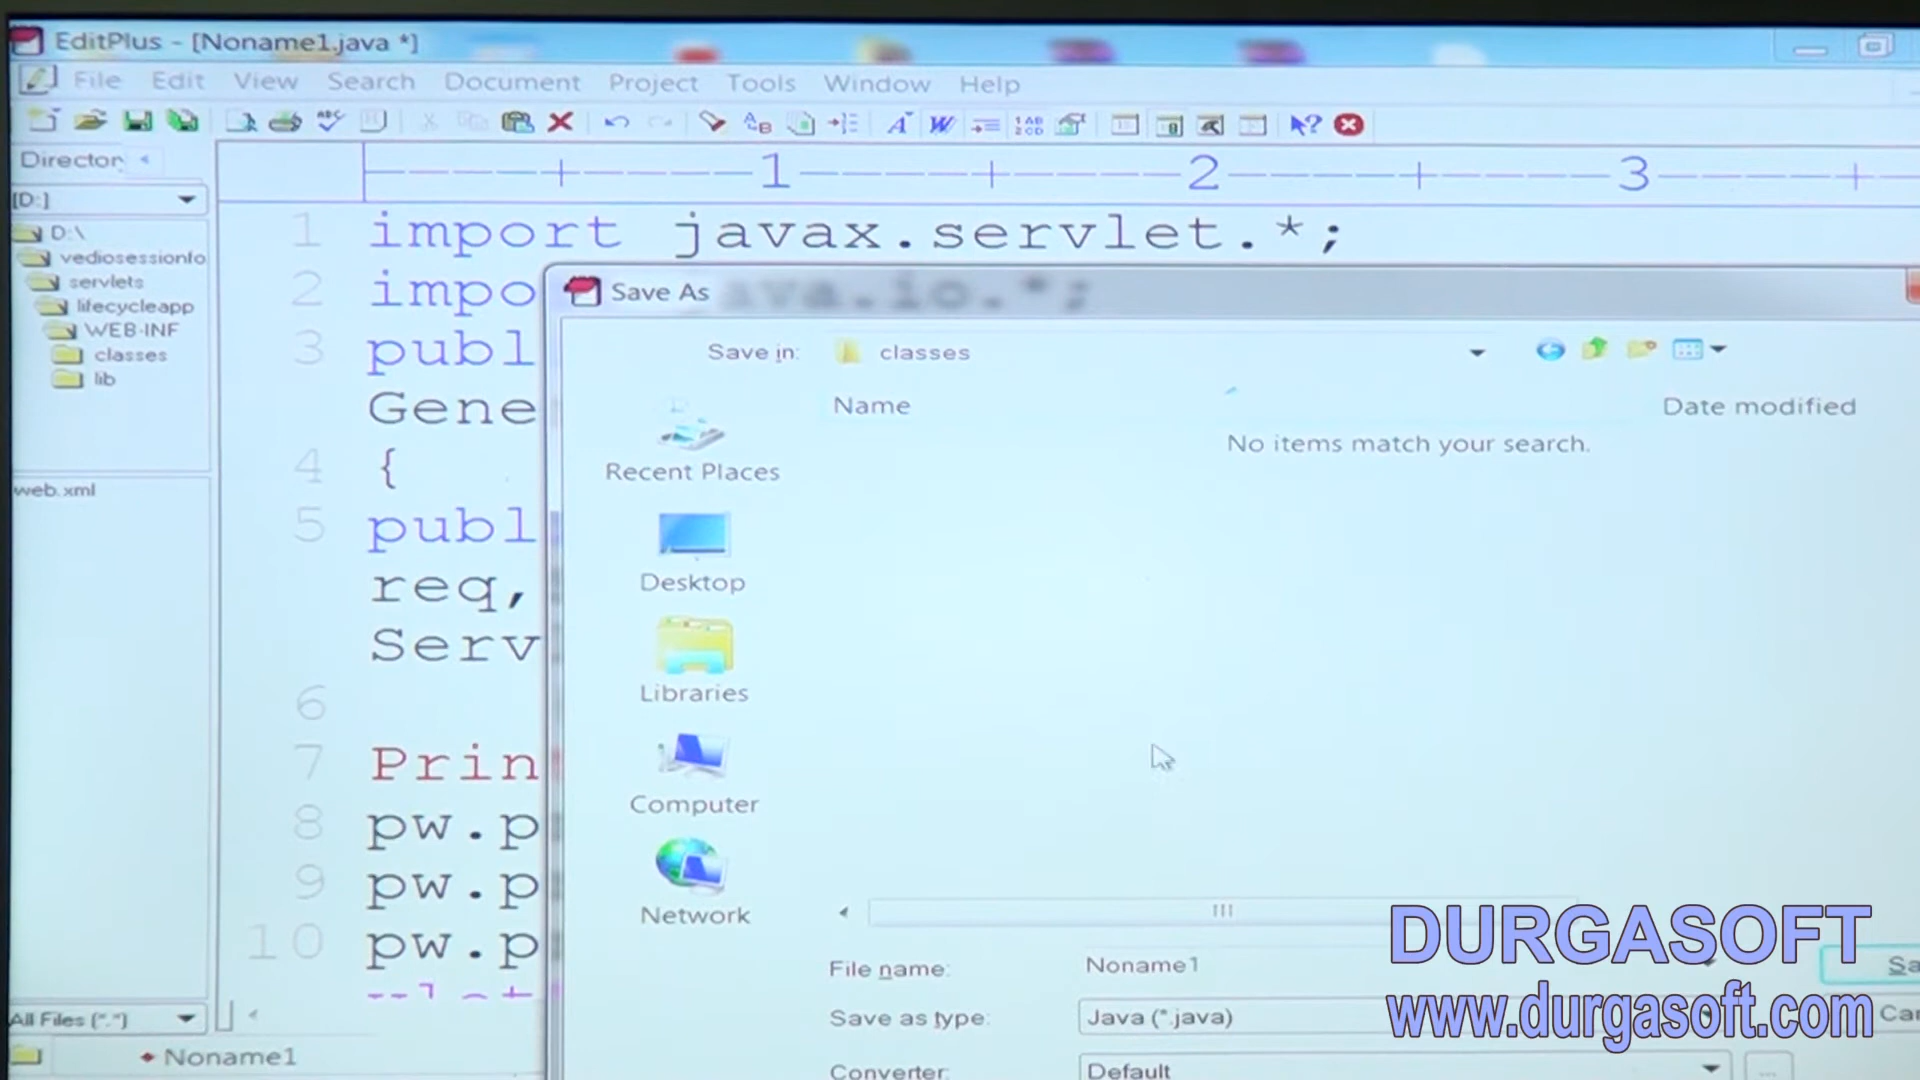 EditPlus - [Noname1.java *]
File Edit View Search Document Project Tools Window Help
Director
[D:]
D:\
vediosessionfo
servlets
lifecycleapp
WEB-INF
classes
lib
web.xml
All Files (*.*)
Noname1
1 2 3
1 import javax.servlet.*;
2 impo
3 publ
Gene
4 {
5 publ
req,
Serv
6
7 Prin
8 pw.p
9 pw.p
10 pw.p
Save As
ava.io.*;
Save in: classes
Name Date modified
No items match your search.
Recent Places
Desktop
Libraries
Computer
Network
File name: Noname1 Sa
Save as type: Java (*.java) Can
Converter: Default
DURGASOFT
www.durgasoft.com